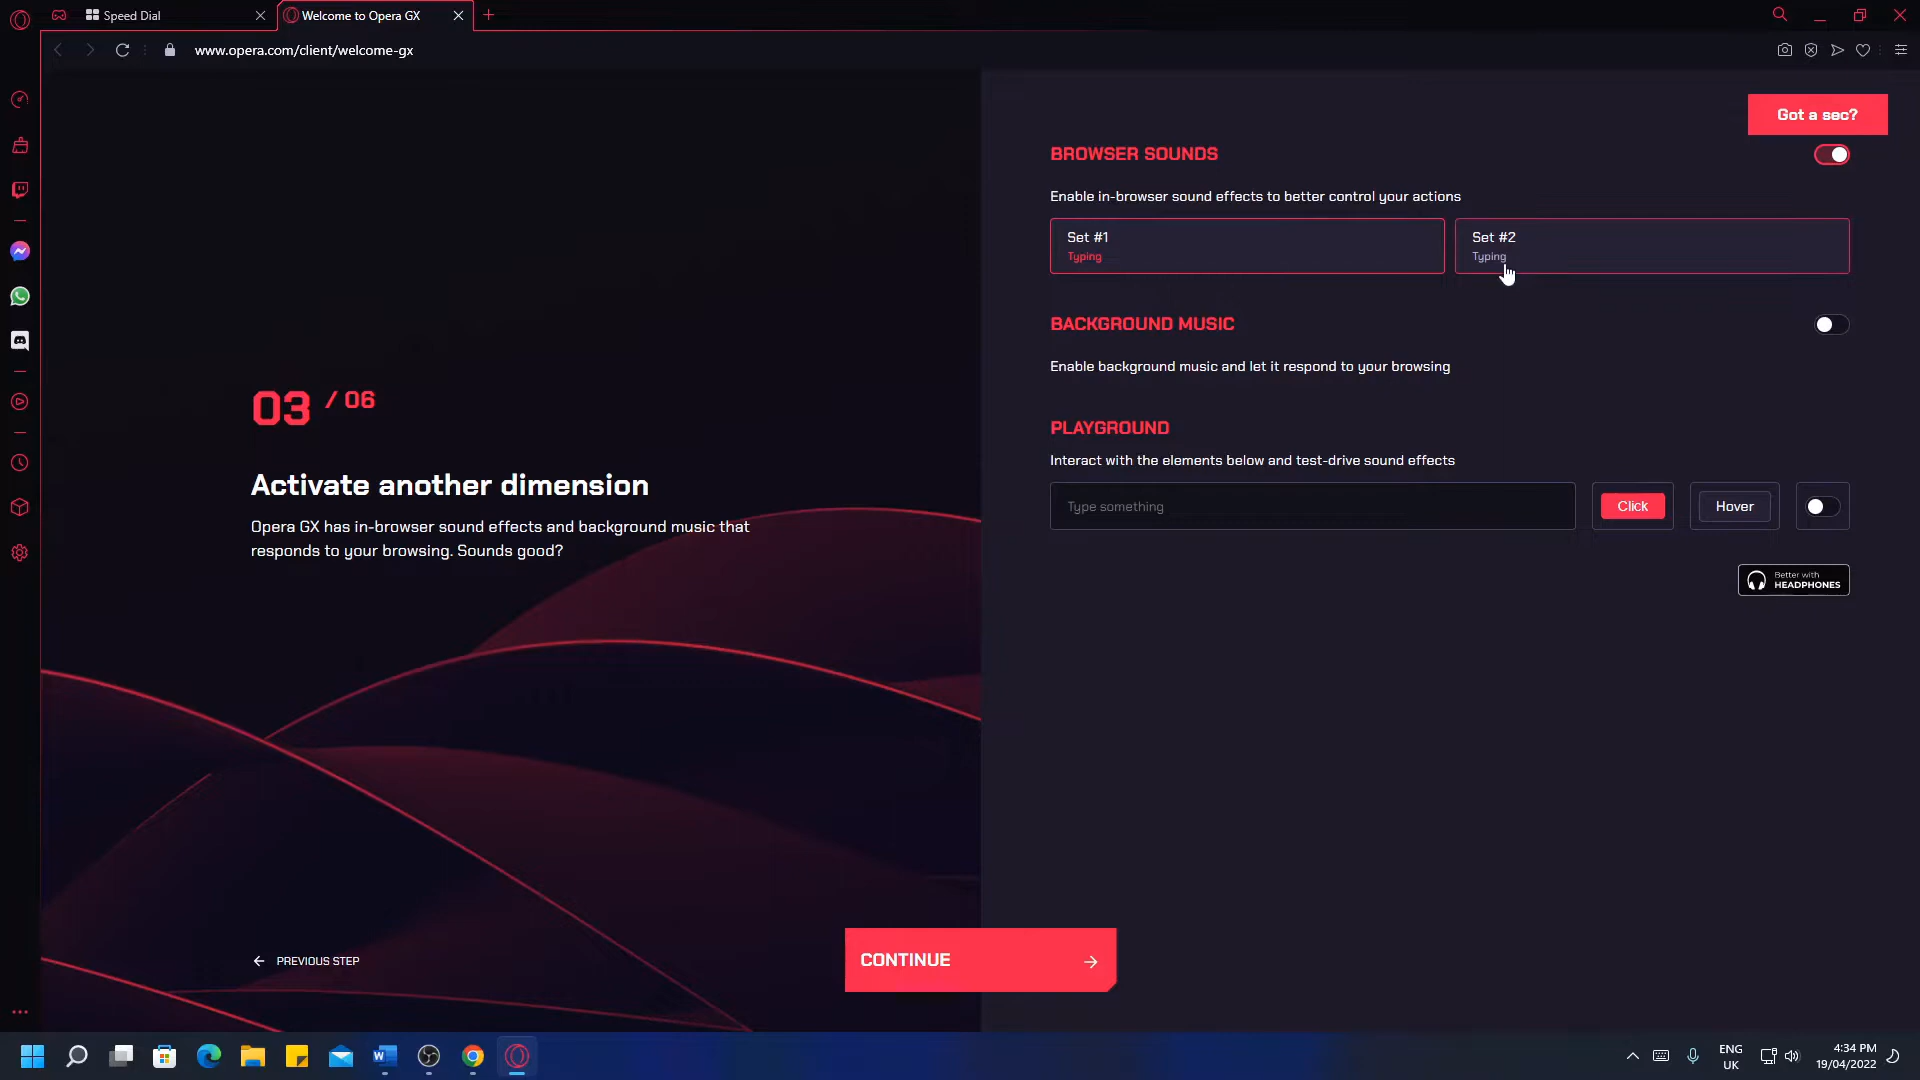 Speed Dial
Welcome to Opera GX
www.opera.com/client/welcome-gx
Got a sec?
BROWSER SOUNDS
Enable in-browser sound effects to better control your actions
Set #1
Typing
Set #2
Typing
BACKGROUND MUSIC
Enable background music and let it respond to your browsing
PLAYGROUND
Interact with the elements below and test-drive sound effects
Type something
Click
Hover
Better with
HEADPHONES
03 / 06
Activate another dimension
Opera GX has in-browser sound effects and background music that
responds to your browsing. Sounds good?
PREVIOUS STEP
CONTINUE
W
ENG
UK
4:34 PM
19/04/2022